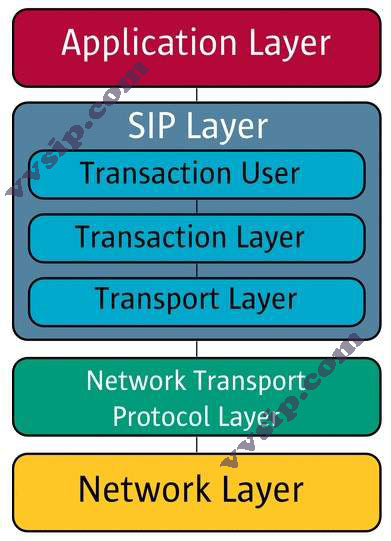 Application Layer
vvsip.com
SIP Layer
Transaction User
Transaction Layer
Transport Layer
Network Transport
Protocol Layer
vvsip.com
Network Layer